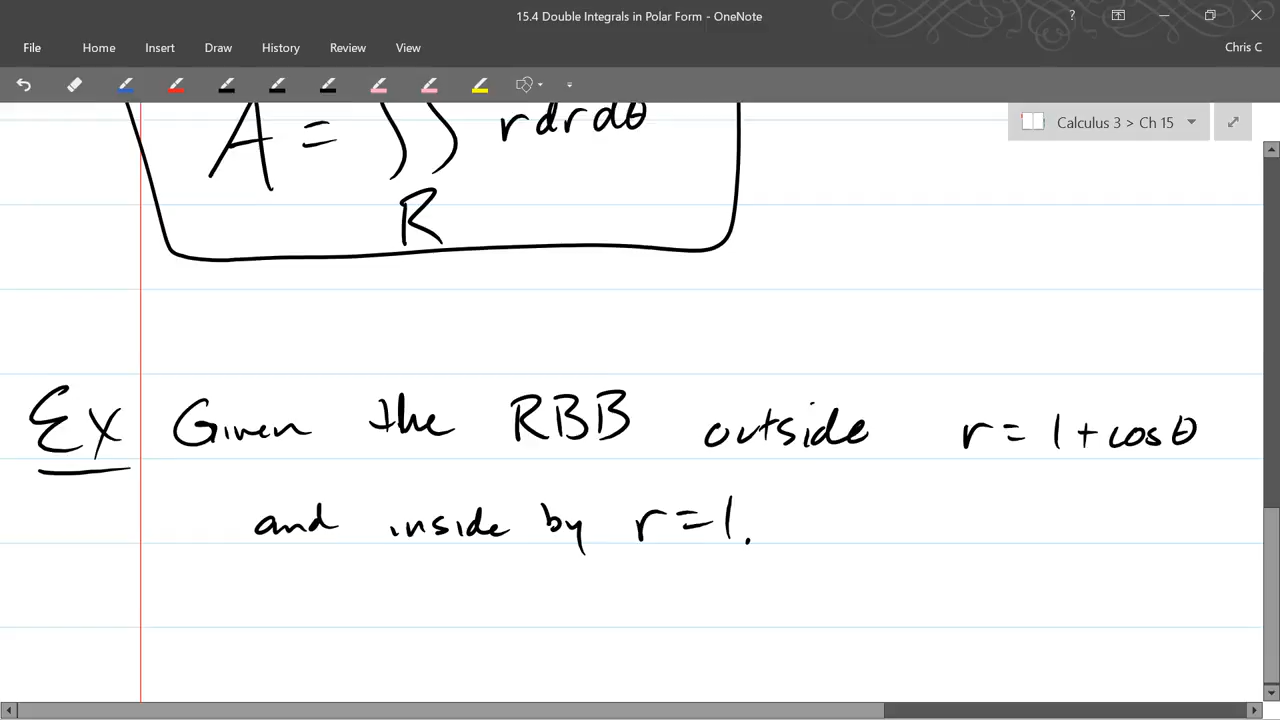 15.4 Double Integrals in Polar Form - OneNote
File Home Insert Draw History Review View Chris C
Calculus 3 > Ch 15
A = ∬ r dr dθ
R
Ex Given the RBB outside r = 1 + cos θ
and inside by r = 1.